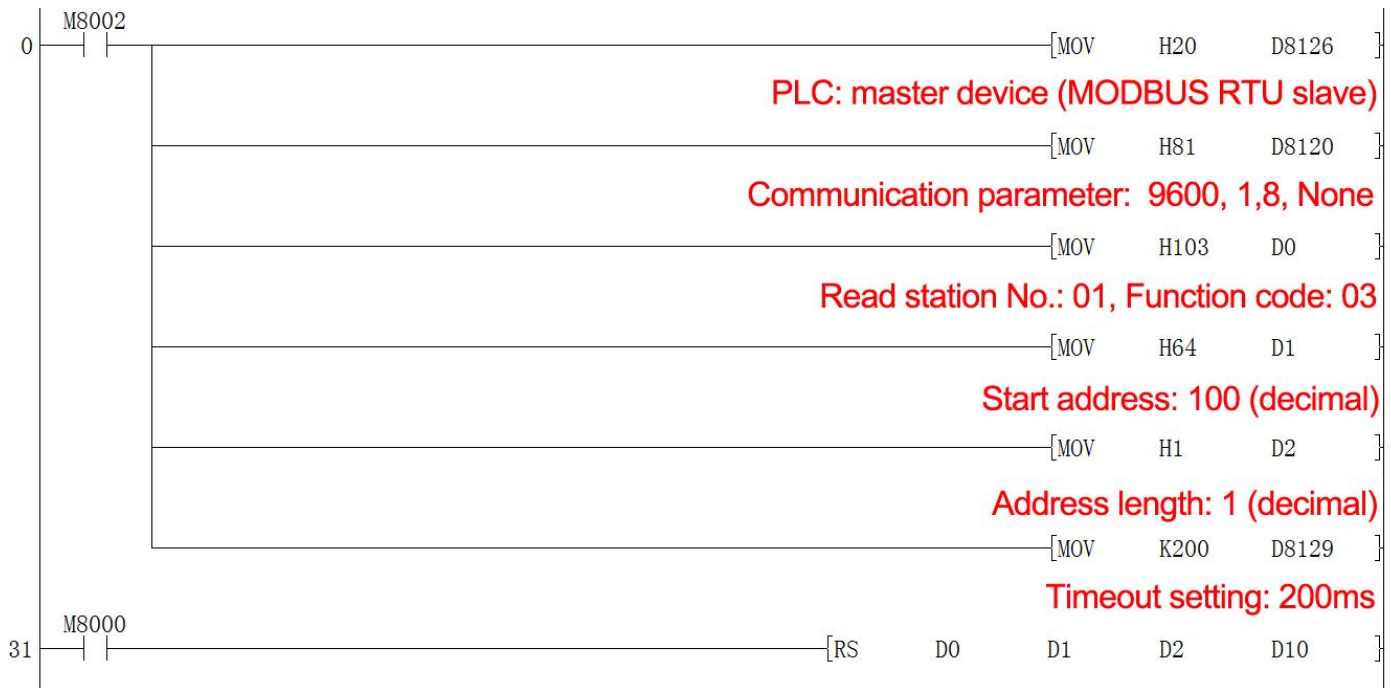 M8002
0 [MOV H20 D8126 ]
PLC: master device (MODBUS RTU slave)
[MOV H81 D8120 ]
Communication parameter: 9600, 1,8, None
[MOV H103 D0 ]
Read station No.: 01, Function code: 03
[MOV H64 D1 ]
Start address: 100 (decimal)
[MOV H1 D2 ]
Address length: 1 (decimal)
[MOV K200 D8129 ]
Timeout setting: 200ms
M8000
31 [RS D0 D1 D2 D10 ]